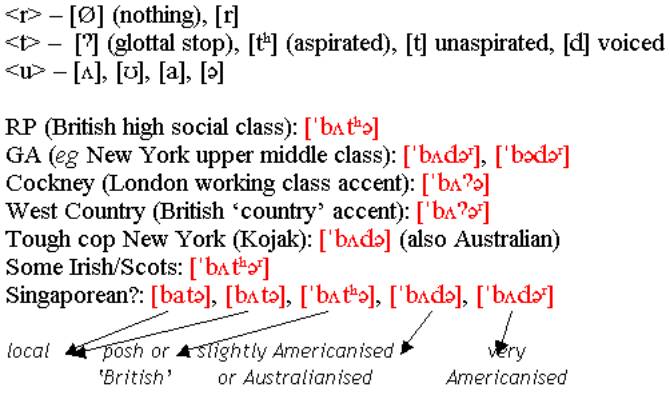 <r> – [Ø] (nothing), [r]
<t> – [ʔ] (glottal stop), [tʰ] (aspirated), [t] unaspirated, [d] voiced
<u> – [ʌ], [ʊ], [a], [ə]
RP (British high social class): [ˈbʌtʰə]
GA (eg New York upper middle class): [ˈbʌdəʳ], [ˈbədəʳ]
Cockney (London working class accent): [ˈbʌʔə]
West Country (British ‘country’ accent): [ˈbʌʔəʳ]
Tough cop New York (Kojak): [ˈbʌdə] (also Australian)
Some Irish/Scots: [ˈbʌtʰəʳ]
Singaporean?: [batə], [bʌtə], [ˈbʌtʰə], [ˈbʌdə], [ˈbʌdəʳ]
local posh or slightly Americanised very
‘British’ or Australianised Americanised